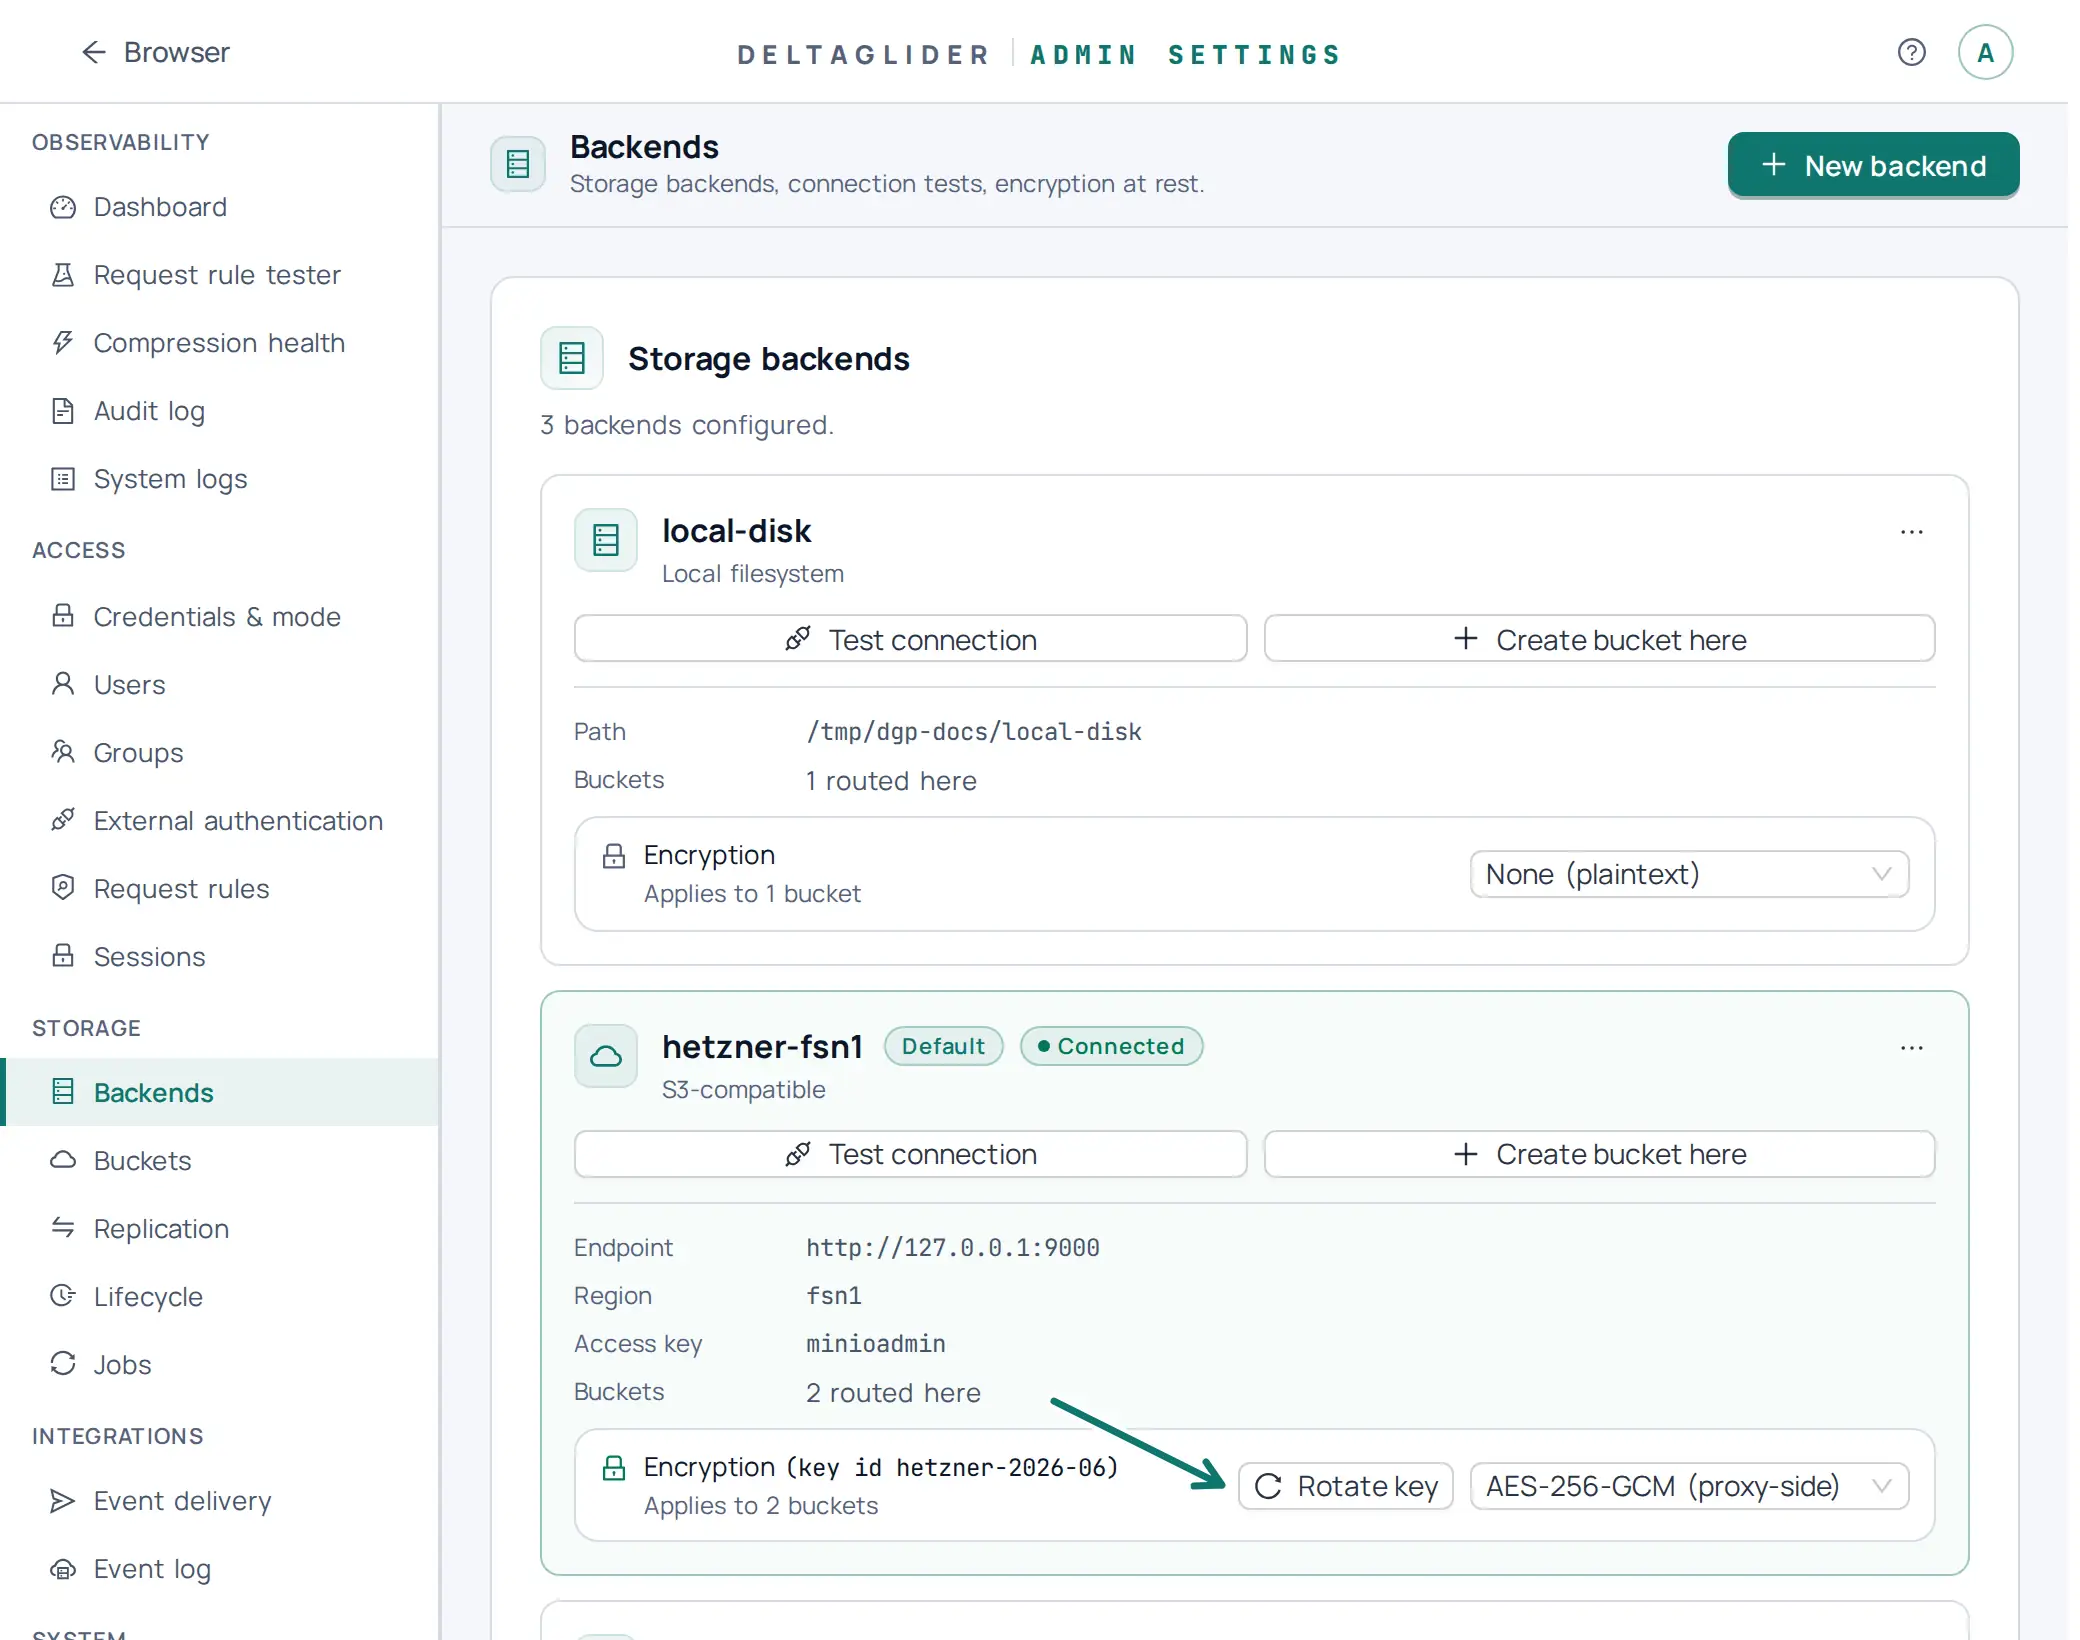 Browser
DELTAGLIDER | ADMIN SETTINGS
A
OBSERVABILITY
Dashboard
Request rule tester
Compression health
Audit log
System logs
ACCESS
Credentials & mode
Users
Groups
External authentication
Request rules
Sessions
STORAGE
Backends
Buckets
Replication
Lifecycle
Jobs
INTEGRATIONS
Event delivery
Event log
SYSTEM
Backends
Storage backends, connection tests, encryption at rest.
New backend
Storage backends
3 backends configured.
local-disk
Local filesystem
Test connection
Create bucket here
Path /tmp/dgp-docs/local-disk
Buckets 1 routed here
Encryption
Applies to 1 bucket
None (plaintext)
hetzner-fsn1 Default Connected
S3-compatible
Test connection
Create bucket here
Endpoint http://127.0.0.1:9000
Region fsn1
Access key minioadmin
Buckets 2 routed here
Encryption (key id hetzner-2026-06)
Applies to 2 buckets
Rotate key
AES-256-GCM (proxy-side)